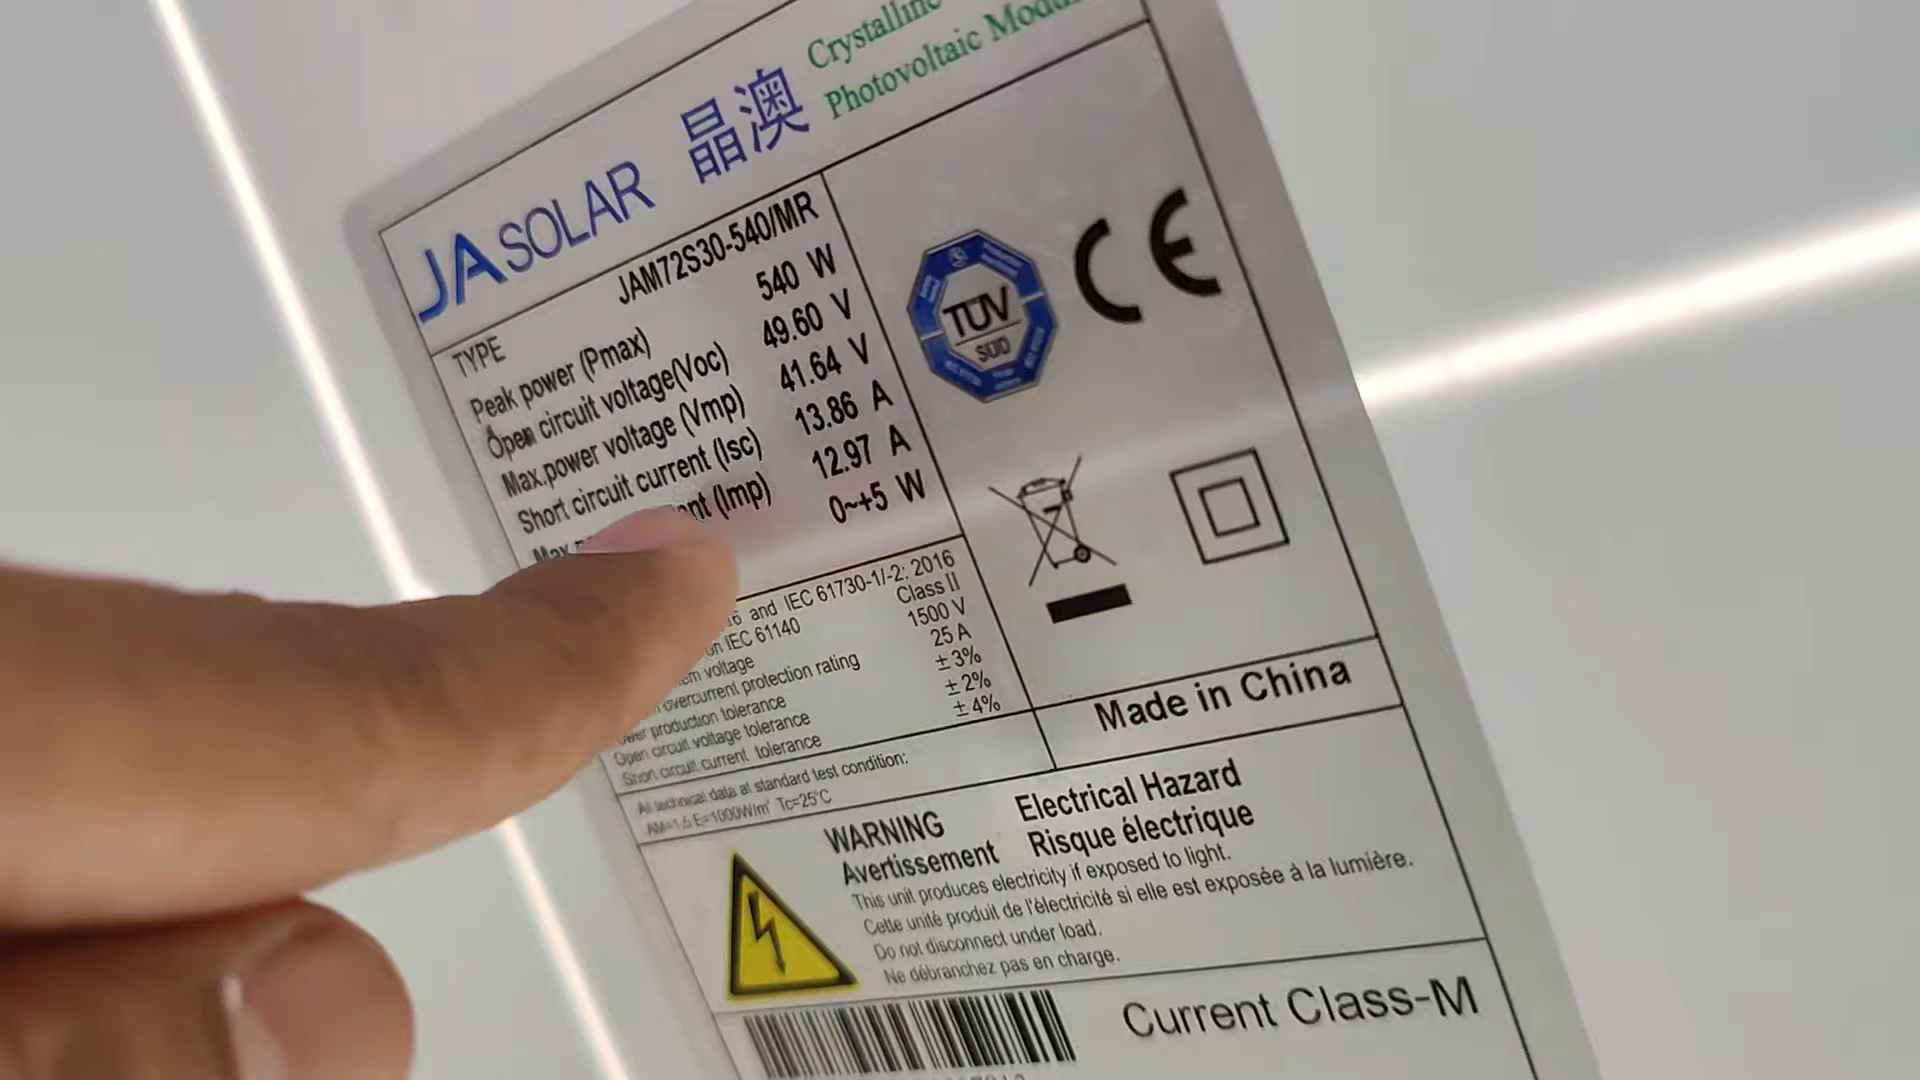 Crystalline
JA SOLAR 晶澳 Photovoltaic
TYPE JAM72S30-540/MR
Peak power (Pmax) 540 W
Open circuit voltage(Voc) 49.60 V
Max.power voltage (Vmp) 41.64 V
Short circuit current (Isc) 13.86 A
Max (Imp) 12.97 A
0~+5 W
and IEC 61730-1/-2: 2016
IEC 61140 Class II
voltage 1500 V
overcurrent protection rating 25 A
production tolerance ±3%
Open circuit voltage tolerance ±2%
Short circuit current tolerance ±4%
All technical data at standard test condition:
AM=1.5 E=1000W/m² Tc=25°C
TÜV
SÜD
CE
Made in China
WARNING Electrical Hazard
Avertissement Risque électrique
This unit produces electricity if exposed to light.
Cette unité produit de l'électricité si elle est exposée à la lumière.
Do not disconnect under load.
Ne débranchez pas en charge.
Current Class-M